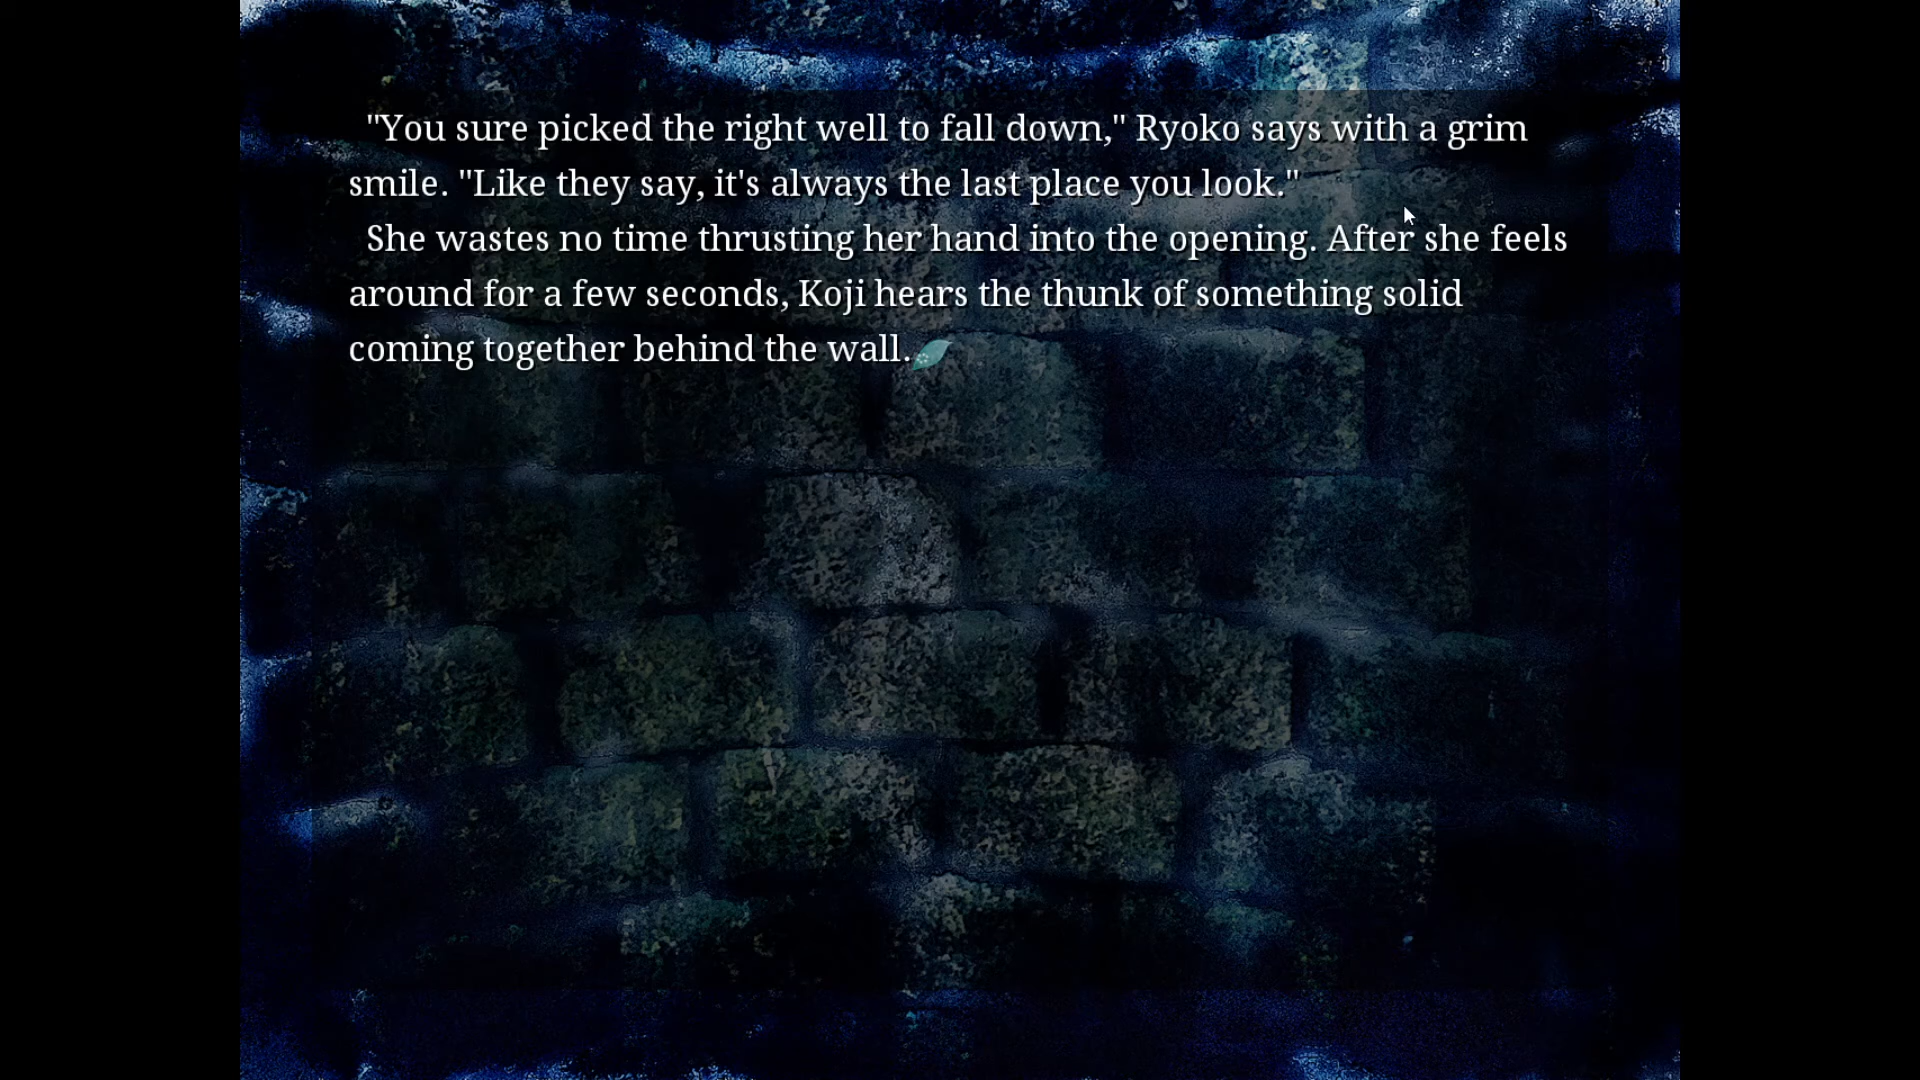 "You sure picked the right well to fall down," Ryoko says with a grim
smile. "Like they say, it's always the last place you look."
She wastes no time thrusting her hand into the opening. After she feels
around for a few seconds, Koji hears the thunk of something solid
coming together behind the wall.